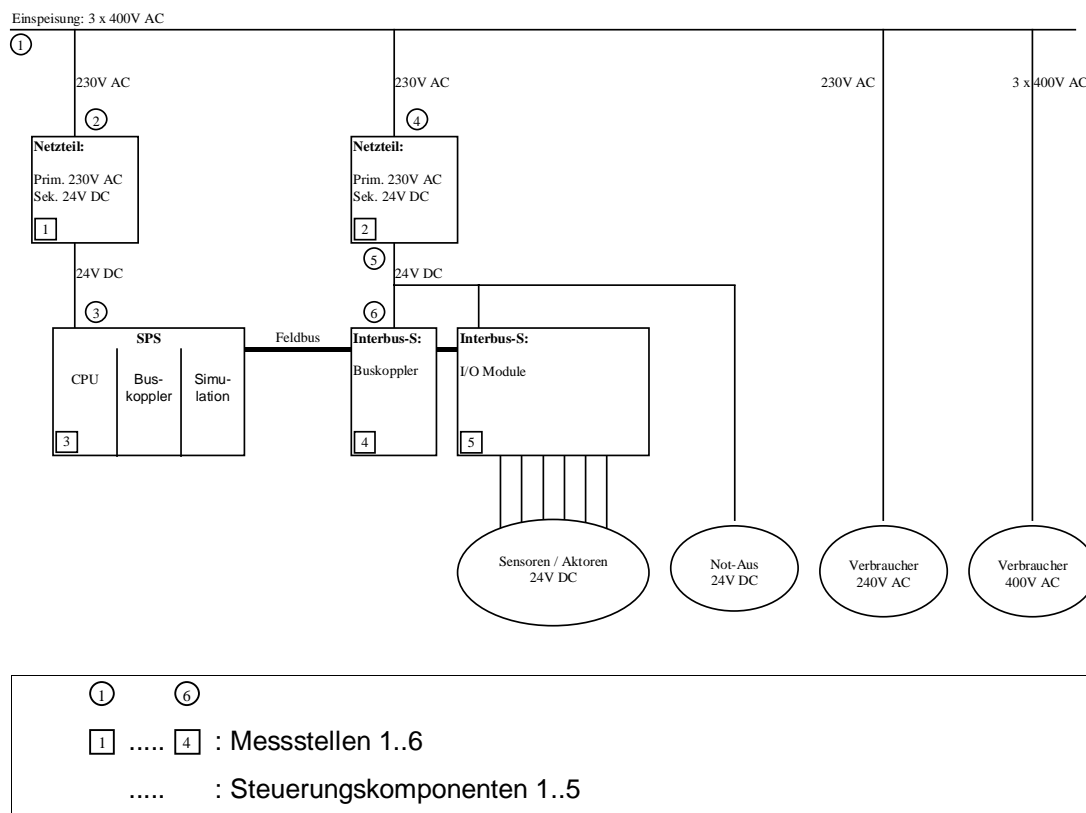 Einspeisung: 3 x 400V AC
1
230V AC
230V AC
230V AC
3 x 400V AC
2
4
Netzteil:
Prim. 230V AC
Sek. 24V DC
1
Netzteil:
Prim. 230V AC
Sek. 24V DC
2
5
24V DC
24V DC
3
6
SPS
CPU
Bus-
koppler
Simu-
lation
3
Feldbus
Interbus-S:
Buskoppler
4
Interbus-S:
I/O Module
5
Sensoren / Aktoren
24V DC
Not-Aus
24V DC
Verbraucher
240V AC
Verbraucher
400V AC
1 6
1 ..... 4 : Messstellen 1..6
..... : Steuerungskomponenten 1..5